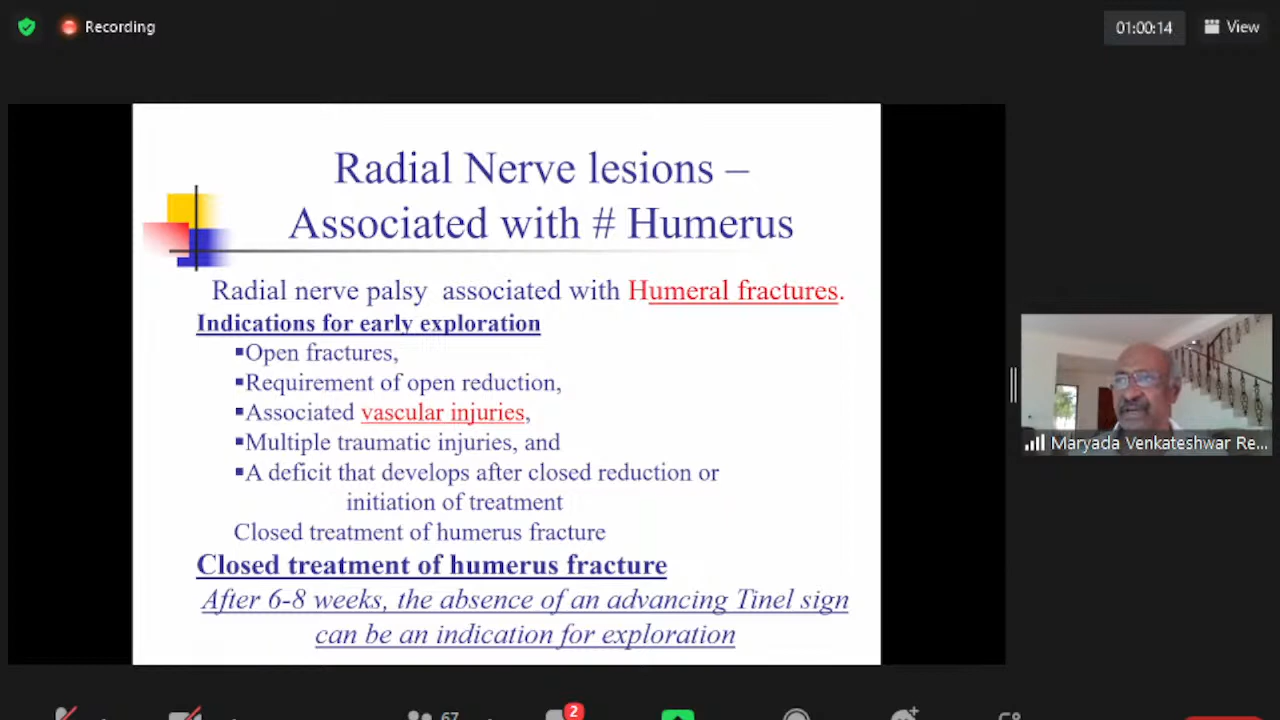 Recording
01:00:14
View
Radial Nerve lesions –
Associated with # Humerus
Radial nerve palsy associated with Humeral fractures.
Indications for early exploration
▪Open fractures,
▪Requirement of open reduction,
▪Associated vascular injuries,
▪Multiple traumatic injuries, and
▪A deficit that develops after closed reduction or
initiation of treatment
Closed treatment of humerus fracture
Closed treatment of humerus fracture
After 6-8 weeks, the absence of an advancing Tinel sign
can be an indication for exploration
Maryada Venkateshwar Re...
67
2